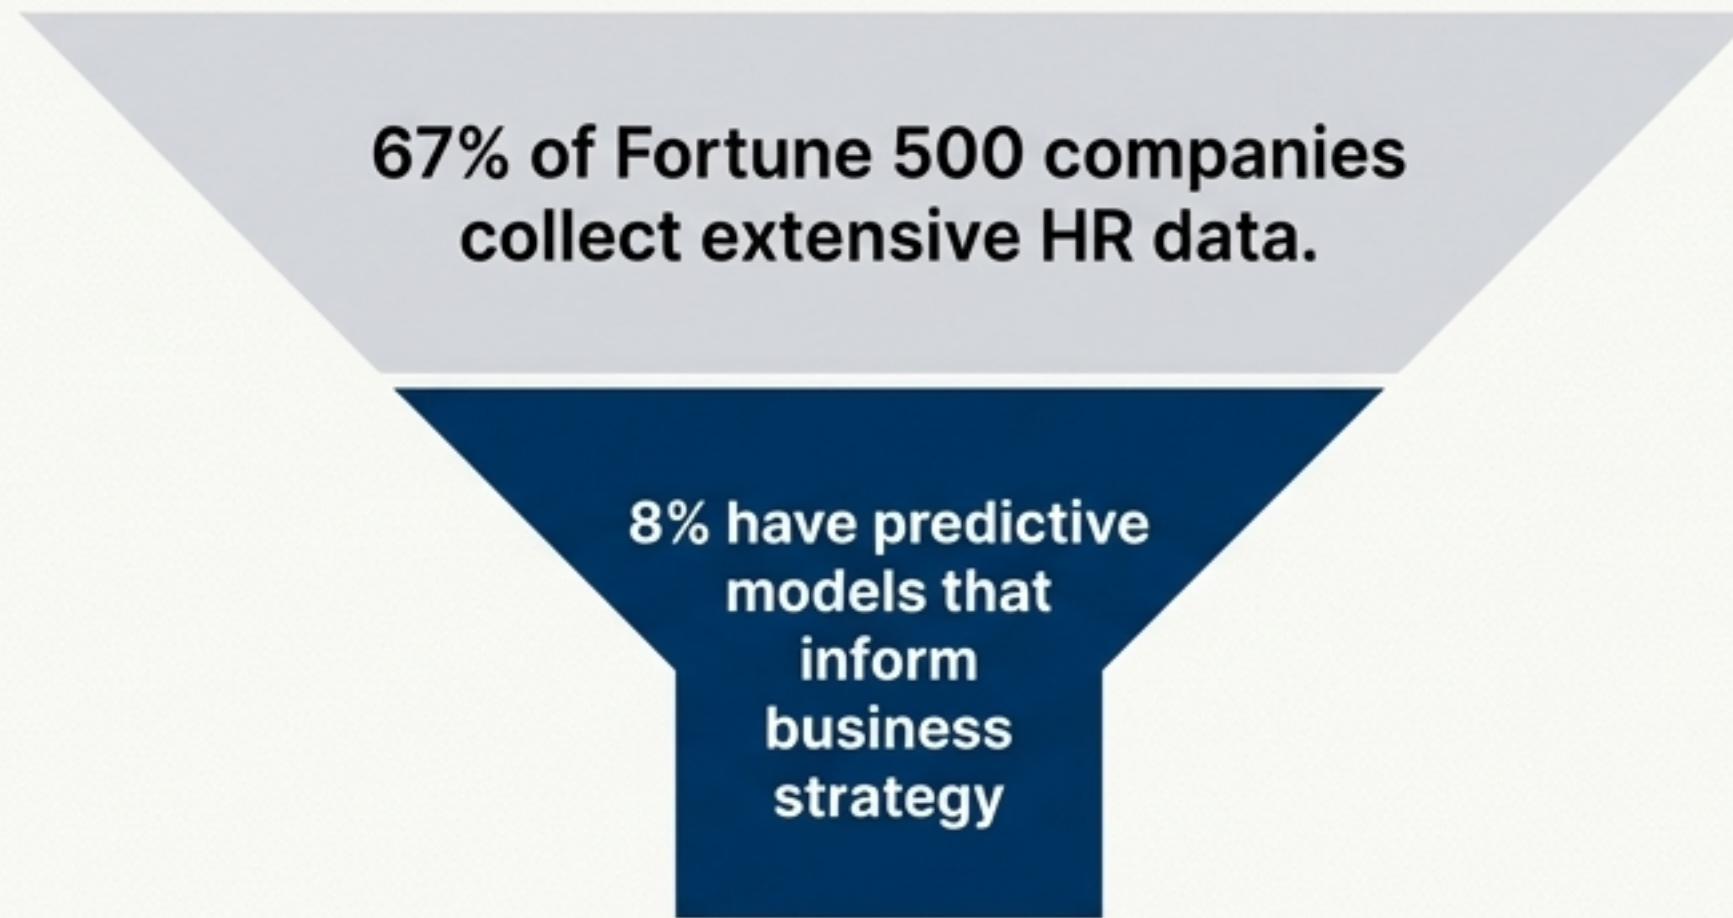 67% of Fortune 500 companies
collect extensive HR data.
8% have predictive
models that
inform
business
strategy